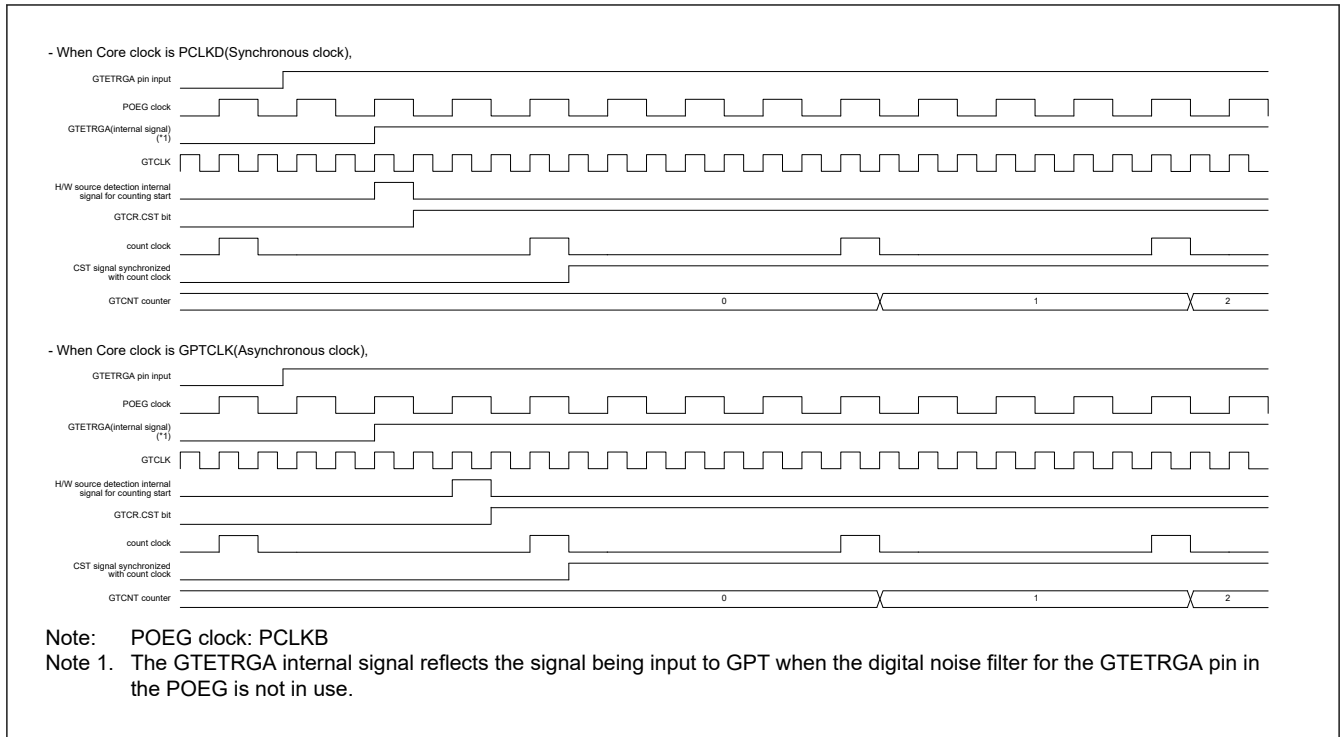 - When Core clock is PCLKD(Synchronous clock),
GTETRGA pin input
POEG clock
GTETRGA(internal signal)
(*1)
GTCLK
H/W source detection internal
signal for counting start
GTCR.CST bit
count clock
CST signal synchronized
with count clock
GTCNT counter 0 1 2
- When Core clock is GPTCLK(Asynchronous clock),
GTETRGA pin input
POEG clock
GTETRGA(internal signal)
(*1)
GTCLK
H/W source detection internal
signal for counting start
GTCR.CST bit
count clock
CST signal synchronized
with count clock
GTCNT counter 0 1 2
Note: POEG clock: PCLKB
Note 1. The GTETRGA internal signal reflects the signal being input to GPT when the digital noise filter for the GTETRGA pin in
the POEG is not in use.